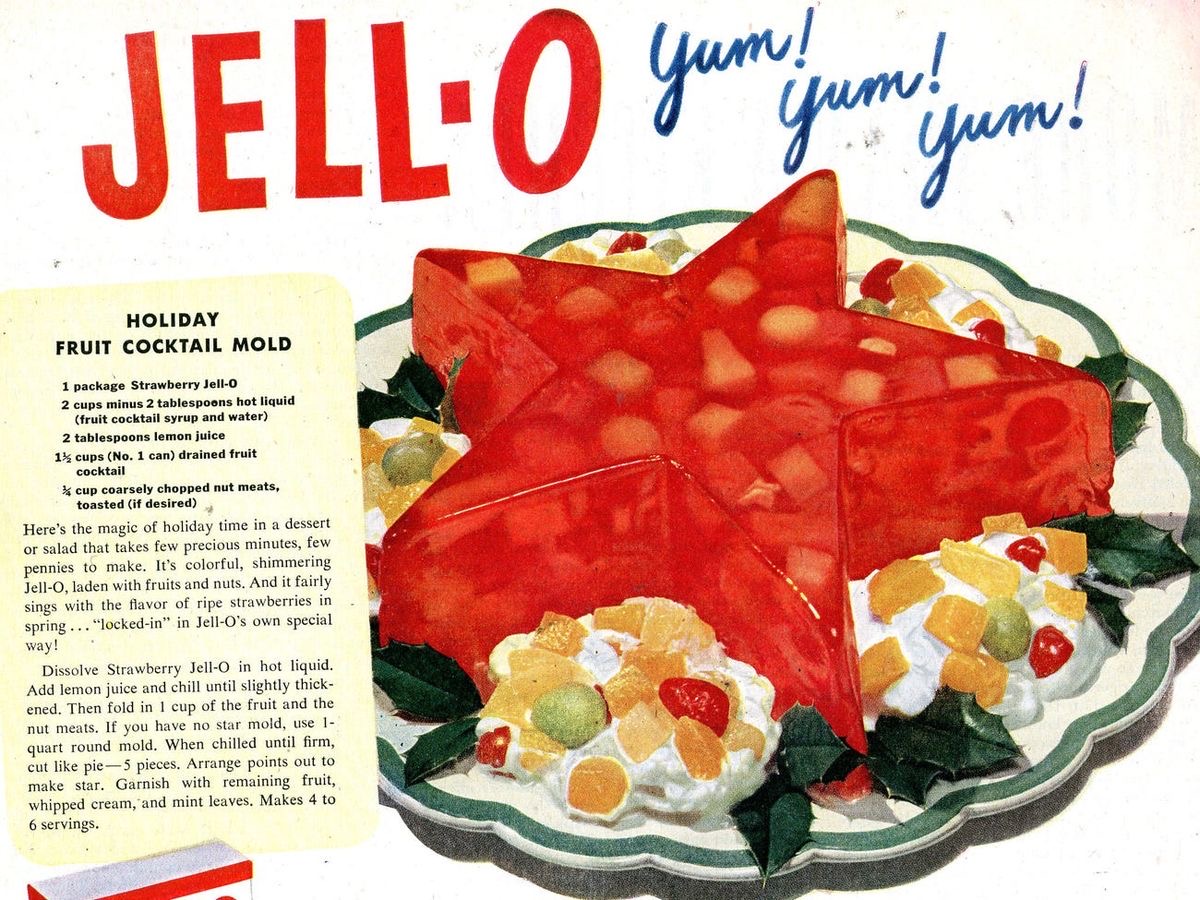 JELL-O
Yum!
Yum!
Yum!
HOLIDAY
FRUIT COCKTAIL MOLD
1 package Strawberry Jell-O
2 cups minus 2 tablespoons hot liquid
(fruit cocktail syrup and water)
2 tablespoons lemon juice
1½ cups (No. 1 can) drained fruit
cocktail
¼ cup coarsely chopped nut meats,
toasted (if desired)
Here's the magic of holiday time in a dessert
or salad that takes few precious minutes, few
pennies to make. It's colorful, shimmering
Jell-O, laden with fruits and nuts. And it fairly
sings with the flavor of ripe strawberries in
spring . . . "locked-in" in Jell-O's own special
way!
Dissolve Strawberry Jell-O in hot liquid.
Add lemon juice and chill until slightly thick-
ened. Then fold in 1 cup of the fruit and the
nut meats. If you have no star mold, use 1-
quart round mold. When chilled until firm,
cut like pie—5 pieces. Arrange points out to
make star. Garnish with remaining fruit,
whipped cream, and mint leaves. Makes 4 to
6 servings.